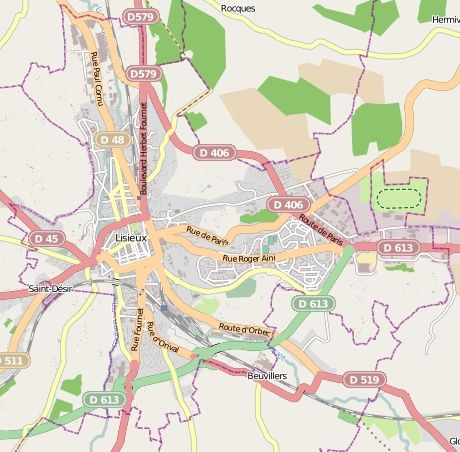 Rocques
D579
Hermiv
Rue Paul Cornu
D579
Boulevard Herbet Fournet
D 48
D 406
D 406
Route de Paris
D 45
Lisieux
Rue de Paris
D 613
Rue Roger Aini
Saint-Désir
D 613
Rue Fournet
Rue d'Orival
Route d'Orbec
D 511
Beuvillers
D 519
D 613
Glo